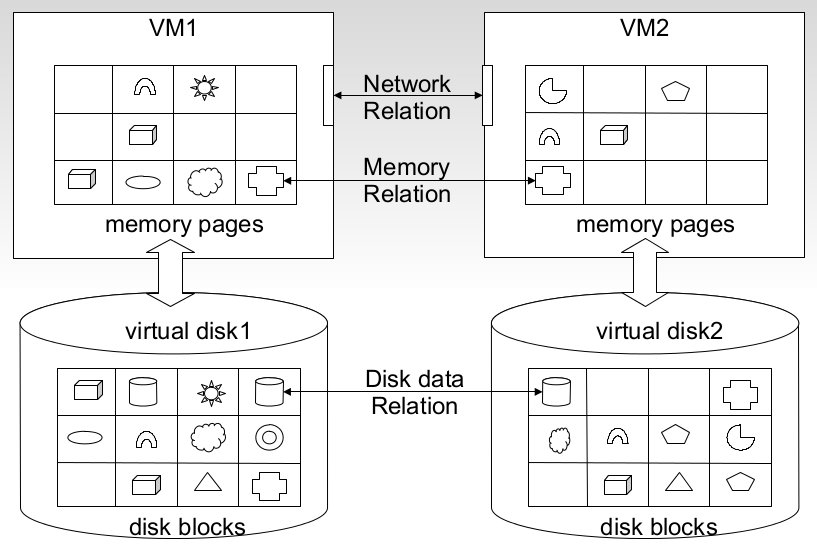 VM1
VM2
Network
Relation
Memory
Relation
memory pages
memory pages
virtual disk1
virtual disk2
Disk data
Relation
disk blocks
disk blocks